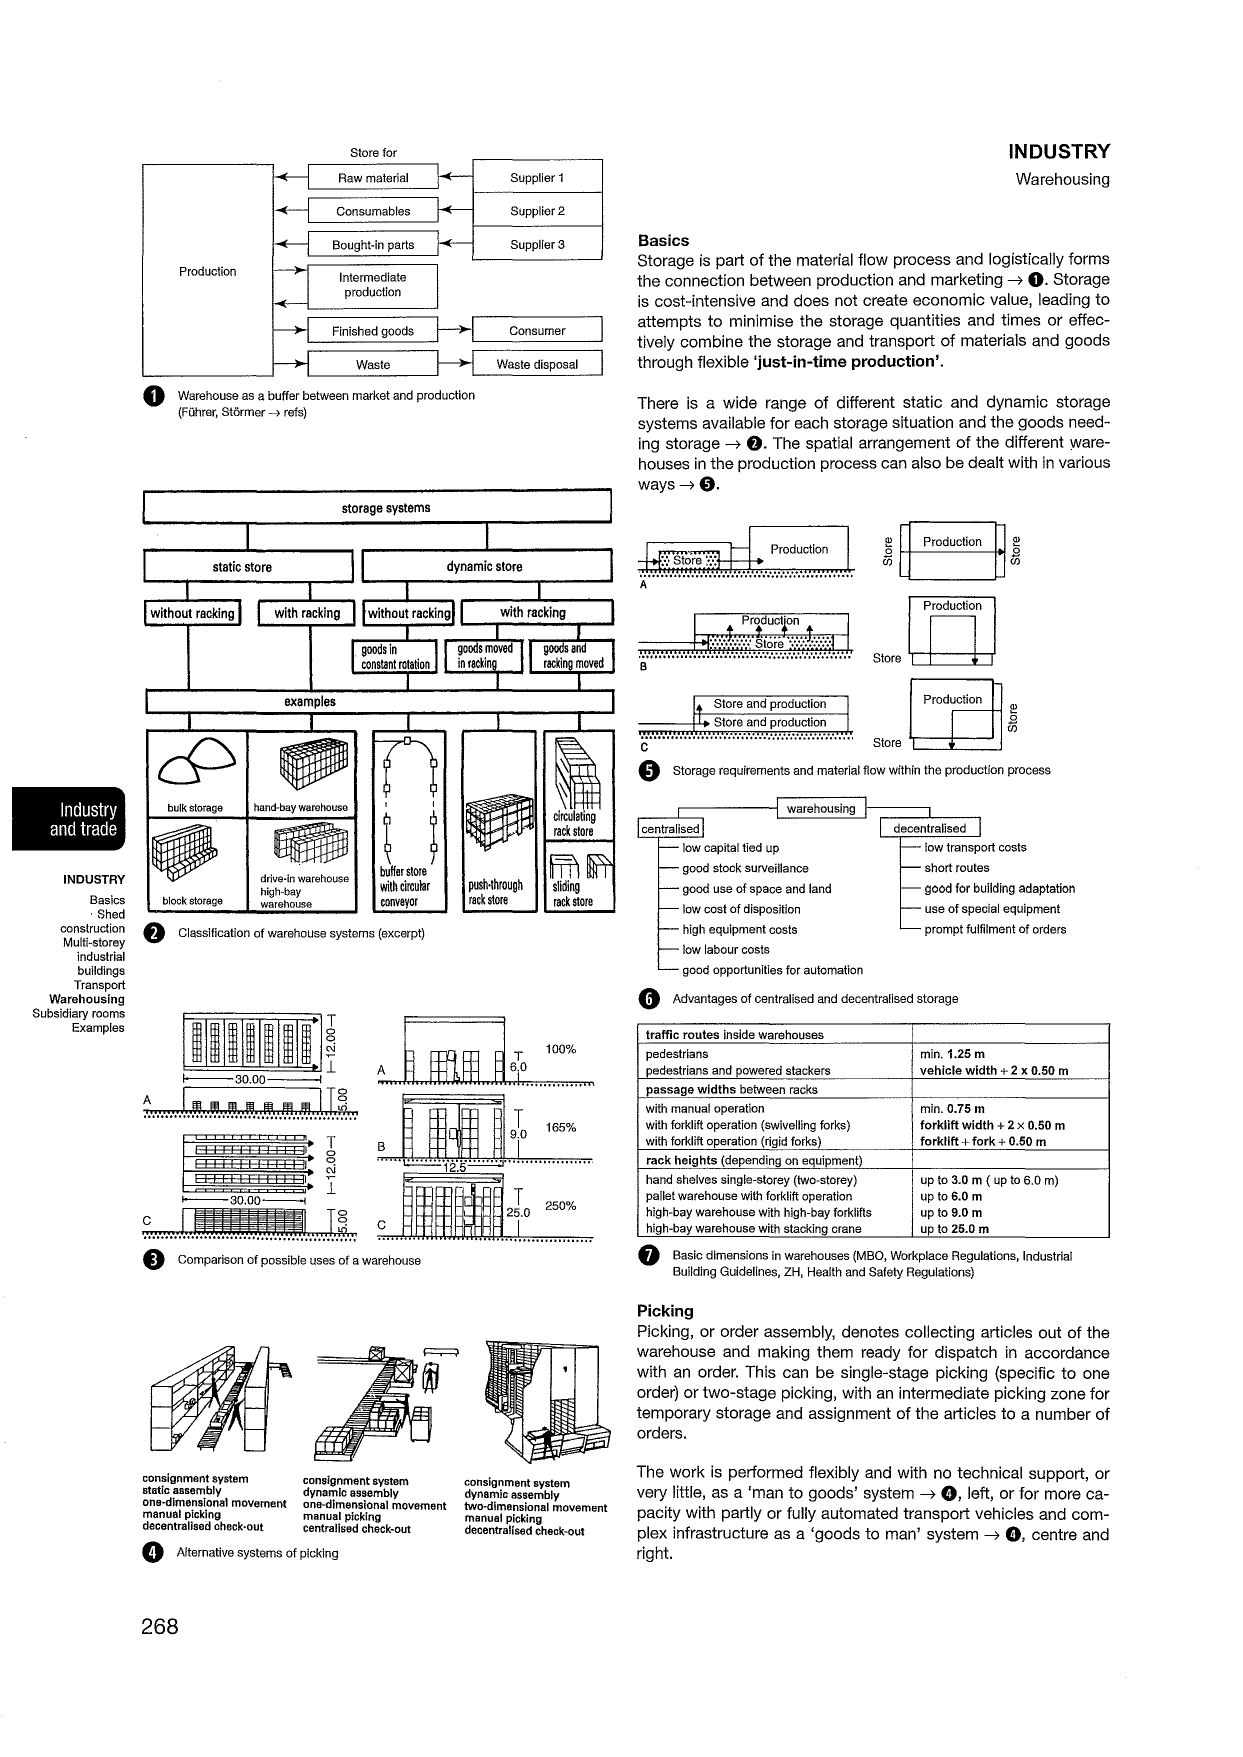 Store for
Raw material
Supplier 1
Consumables
Supplier 2
Bought-in parts
Supplier 3
Production
Intermediate
production
Finished goods
Consumer
Waste
Waste disposal
1 Warehouse as a buffer between market and production
(Führer, Störmer → refs)
storage systems
static store
dynamic store
without racking
with racking
without racking
with racking
goods in
constant rotation
goods moved
in racking
goods and
racking moved
examples
bulk storage
hand-bay warehouse
block storage
drive-in warehouse
high-bay
warehouse
buffer store
with circular
conveyor
push-through
rack store
circulating
rack store
sliding
rack store
2 Classification of warehouse systems (excerpt)
12.00
30.00
A
5.00
12.00
30.00
C
5.00
A
6.0
100%
B
9.0
165%
12.5
C
25.0
250%
3 Comparison of possible uses of a warehouse
consignment system
static assembly
one-dimensional movement
manual picking
decentralised check-out
consignment system
dynamic assembly
one-dimensional movement
manual picking
centralised check-out
consignment system
dynamic assembly
two-dimensional movement
manual picking
decentralised check-out
4 Alternative systems of picking
268
Industry
and trade
INDUSTRY
Basics
Shed
construction
Multi-storey
industrial
buildings
Transport
Warehousing
Subsidiary rooms
Examples
INDUSTRY
Warehousing
Basics
Storage is part of the material flow process and logistically forms
the connection between production and marketing → 1. Storage
is cost-intensive and does not create economic value, leading to
attempts to minimise the storage quantities and times or effec-
tively combine the storage and transport of materials and goods
through flexible ‘just-in-time production’.
There is a wide range of different static and dynamic storage
systems available for each storage situation and the goods need-
ing storage → 2. The spatial arrangement of the different ware-
houses in the production process can also be dealt with in various
ways → 5.
Store
Production
A
Store
Production
Store
Production
Store
B
Production
Store
Store and production
Store and production
C
Production
Store
Store
5 Storage requirements and material flow within the production process
warehousing
centralised
low capital tied up
good stock surveillance
good use of space and land
low cost of disposition
high equipment costs
low labour costs
good opportunities for automation
decentralised
low transport costs
short routes
good for building adaptation
use of special equipment
prompt fulfilment of orders
6 Advantages of centralised and decentralised storage
traffic routes inside warehouses
pedestrians min. 1.25 m
pedestrians and powered stackers vehicle width + 2 x 0.50 m
passage widths between racks
with manual operation min. 0.75 m
with forklift operation (swivelling forks) forklift width + 2 × 0.50 m
with forklift operation (rigid forks) forklift + fork + 0.50 m
rack heights (depending on equipment)
hand shelves single-storey (two-storey) up to 3.0 m ( up to 6.0 m)
pallet warehouse with forklift operation up to 6.0 m
high-bay warehouse with high-bay forklifts up to 9.0 m
high-bay warehouse with stacking crane up to 25.0 m
7 Basic dimensions in warehouses (MBO, Workplace Regulations, Industrial
Building Guidelines, ZH, Health and Safety Regulations)
Picking
Picking, or order assembly, denotes collecting articles out of the
warehouse and making them ready for dispatch in accordance
with an order. This can be single-stage picking (specific to one
order) or two-stage picking, with an intermediate picking zone for
temporary storage and assignment of the articles to a number of
orders.
The work is performed flexibly and with no technical support, or
very little, as a ‘man to goods’ system → 4, left, or for more ca-
pacity with partly or fully automated transport vehicles and com-
plex infrastructure as a ‘goods to man’ system → 4, centre and
right.